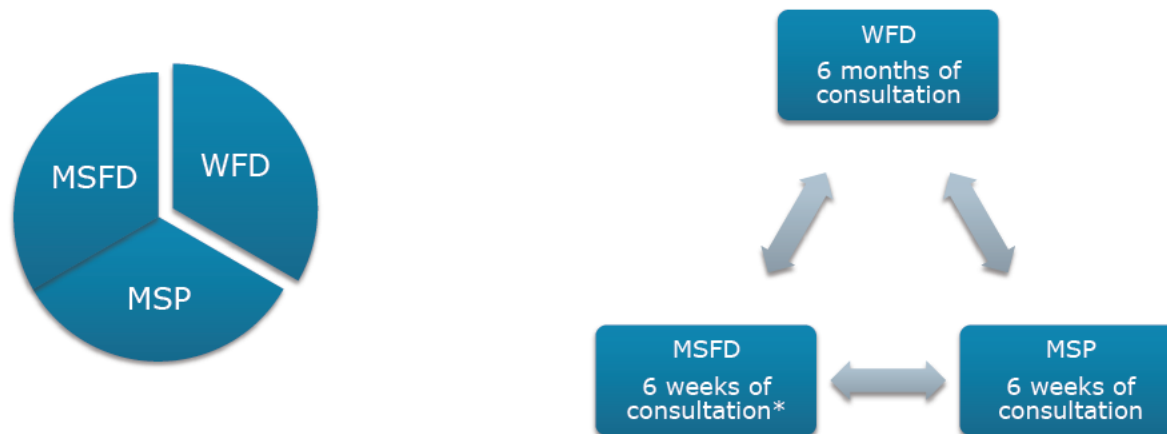 MSFD
WFD
MSP
WFD
6 months of
consultation
MSFD
6 weeks of
consultation*
MSP
6 weeks of
consultation